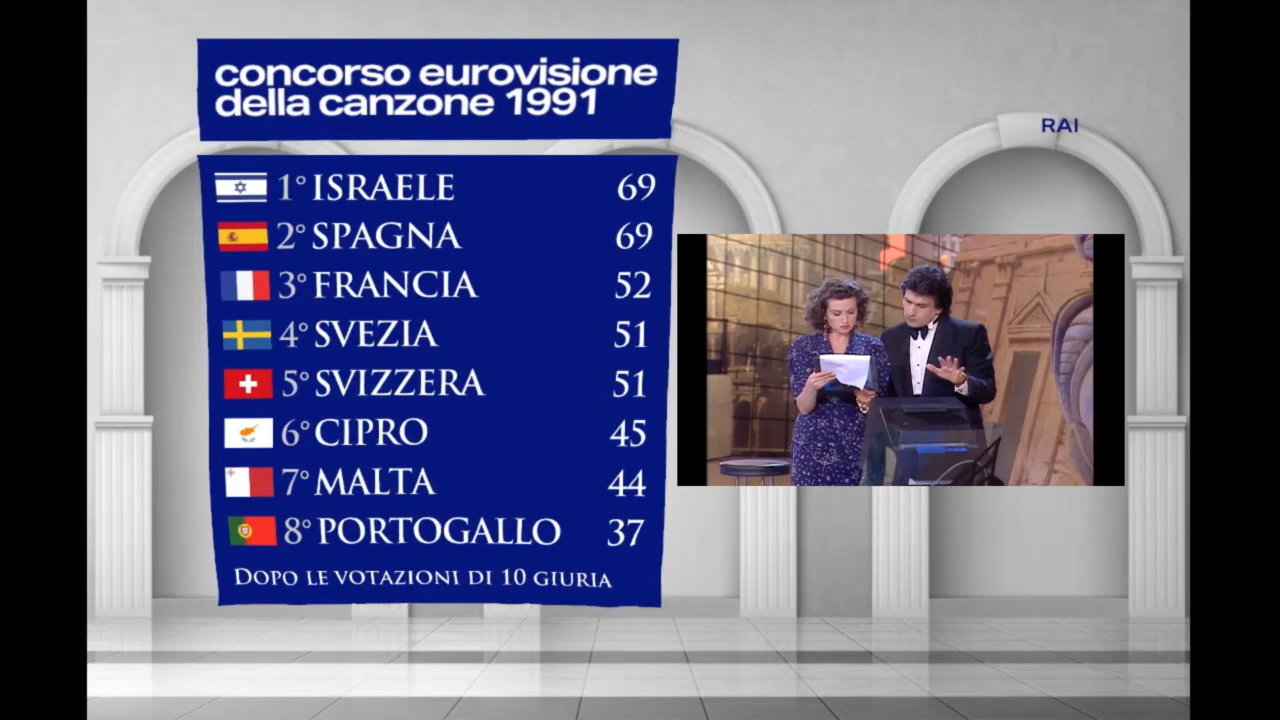 concorso eurovisione
della canzone 1991
RAI
1° ISRAELE 69
2° SPAGNA 69
3° FRANCIA 52
4° SVEZIA 51
5° SVIZZERA 51
6° CIPRO 45
7° MALTA 44
8° PORTOGALLO 37
DOPO LE VOTAZIONI DI 10 GIURIA